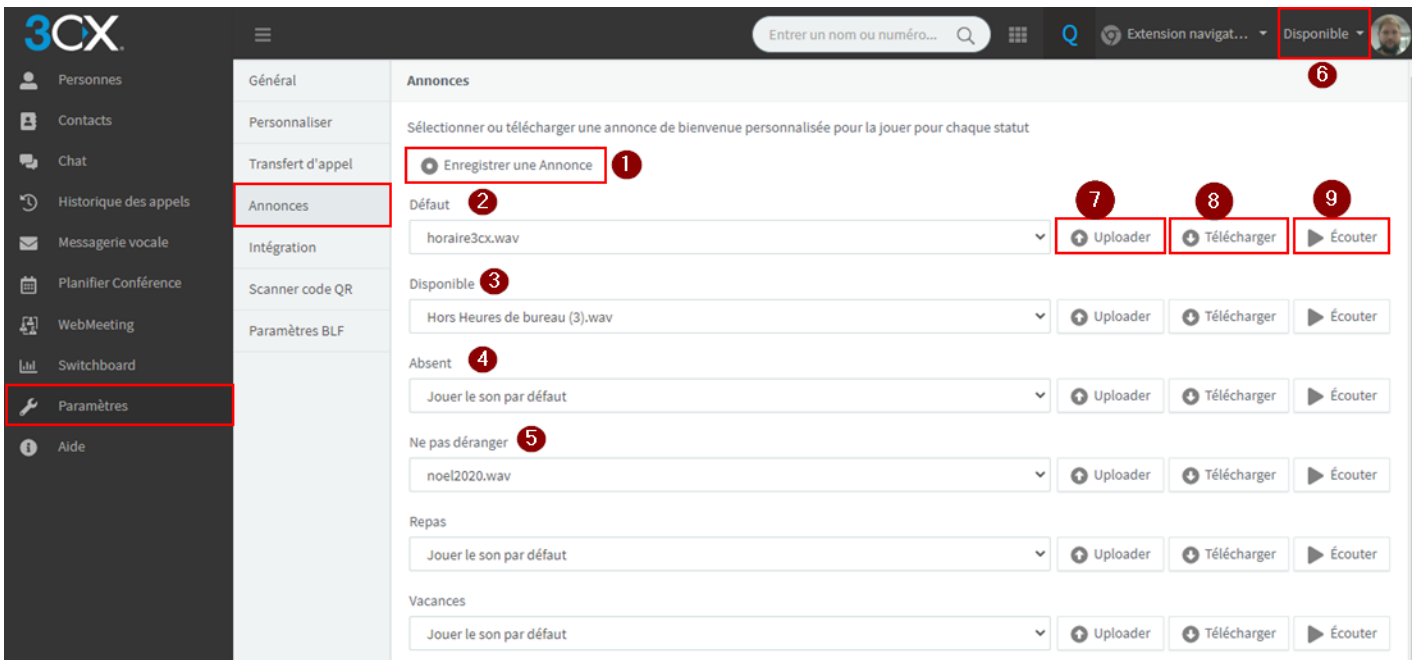 3CX.
Entrer un nom ou numéro...
Q
Extension navigat...
Disponible
6
Personnes
Contacts
Chat
Historique des appels
Messagerie vocale
Planifier Conférence
WebMeeting
Switchboard
Paramètres
Aide
Général
Personnaliser
Transfert d'appel
Annonces
Intégration
Scanner code QR
Paramètres BLF
Annonces
Sélectionner ou télécharger une annonce de bienvenue personnalisée pour la jouer pour chaque statut
Enregistrer une Annonce 1
Défaut 2 7 8 9
horaire3cx.wav Uploader Télécharger Écouter
Disponible 3
Hors Heures de bureau (3).wav Uploader Télécharger Écouter
Absent 4
Jouer le son par défaut Uploader Télécharger Écouter
Ne pas déranger 5
noel2020.wav Uploader Télécharger Écouter
Repas
Jouer le son par défaut Uploader Télécharger Écouter
Vacances
Jouer le son par défaut Uploader Télécharger Écouter